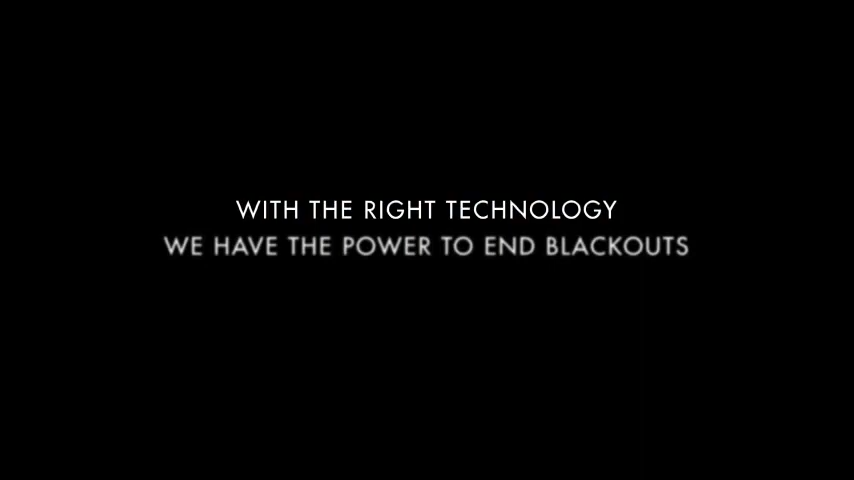 WITH THE RIGHT TECHNOLOGY
WE HAVE THE POWER TO END BLACKOUTS